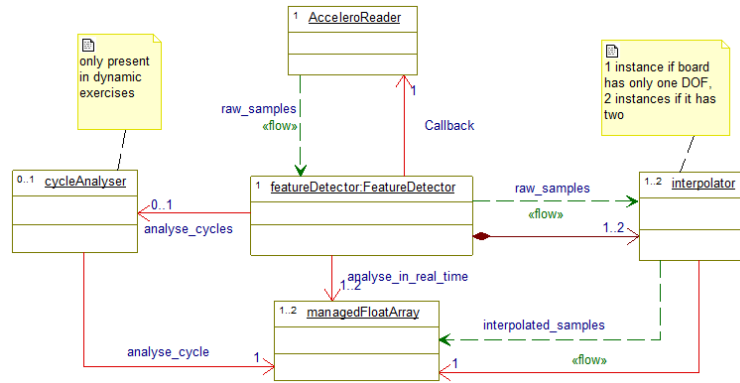 1 AcceleroReader
only present
in dynamic
exercises
1 instance if board
has only one DOF,
2 instances if it has
two
raw_samples
«flow»
1
Callback
0..1 cycleAnalyser
1 featureDetector:FeatureDetector
raw_samples
«flow»
1..2 interpolator
0..1
analyse_cycles
1..2
analyse_in_real_time
1..2
1..2 managedFloatArray
interpolated_samples
analyse_cycle
1
1
«flow»